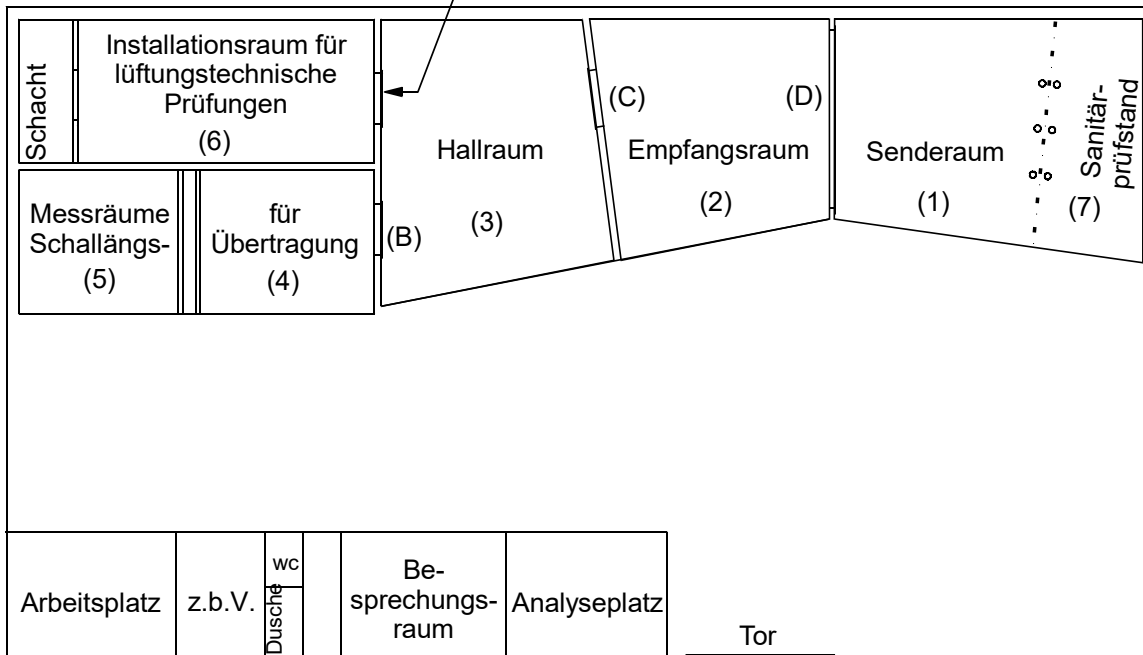 Schacht
Installationsraum für
lüftungstechnische
Prüfungen
(6)
Hallraum
(3)
(C)
Empfangsraum
(2)
(D)
Senderaum
(1)
Sanitär-
prüfstand
(7)
Messräume
Schallängs-
(5)
für
Übertragung
(4)
(B)
Arbeitsplatz
z.b.V.
wc
Dusche
Be-
sprechungs-
raum
Analyseplatz
Tor